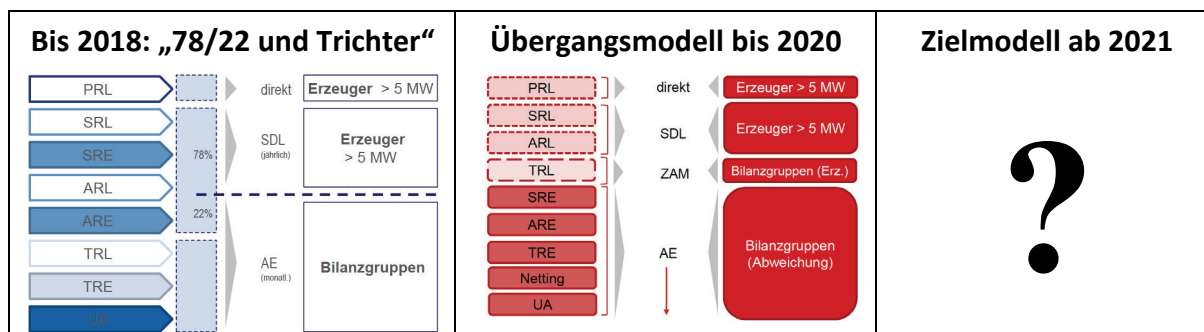 Bis 2018: „78/22 und Trichter“
PRL
SRL
SRE
ARL
ARE
TRL
TRE
UA
78%
22%
direkt
SDL
(jährlich)
AE
(monatl.)
Erzeuger > 5 MW
Erzeuger
> 5 MW
Bilanzgruppen
Übergangsmodell bis 2020
PRL
SRL
ARL
TRL
SRE
ARE
TRE
Netting
UA
direkt
SDL
ZAM
AE
Erzeuger > 5 MW
Erzeuger > 5 MW
Bilanzgruppen (Erz.)
Bilanzgruppen
(Abweichung)
Zielmodell ab 2021
?